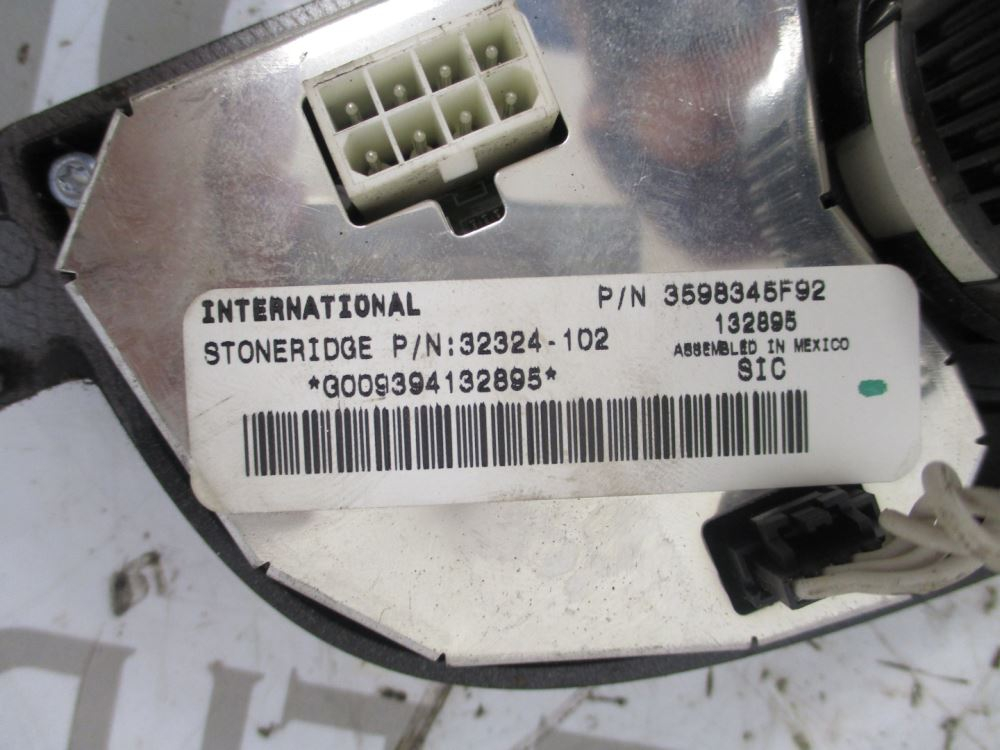 INTERNATIONAL P/N 3598345F92
132895
STONERIDGE P/N:32324-102
ASSEMBLED IN MEXICO
*G009394132895*
SIC